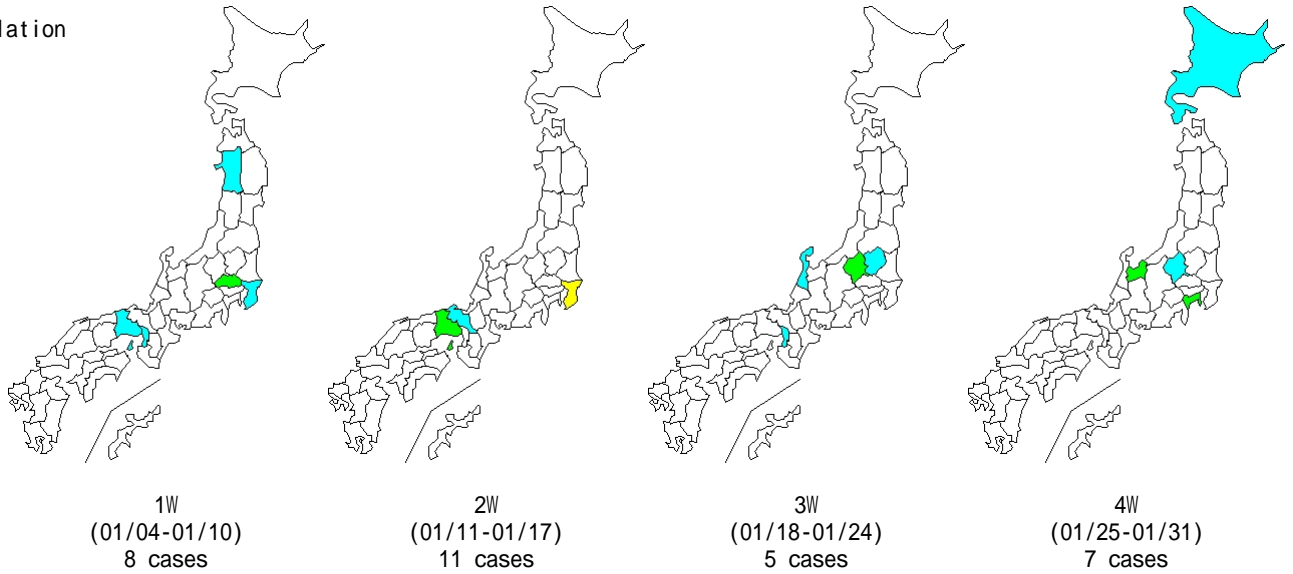 lation
1W
(01/04-01/10)
8 cases
2W
(01/11-01/17)
11 cases
3W
(01/18-01/24)
5 cases
4W
(01/25-01/31)
7 cases